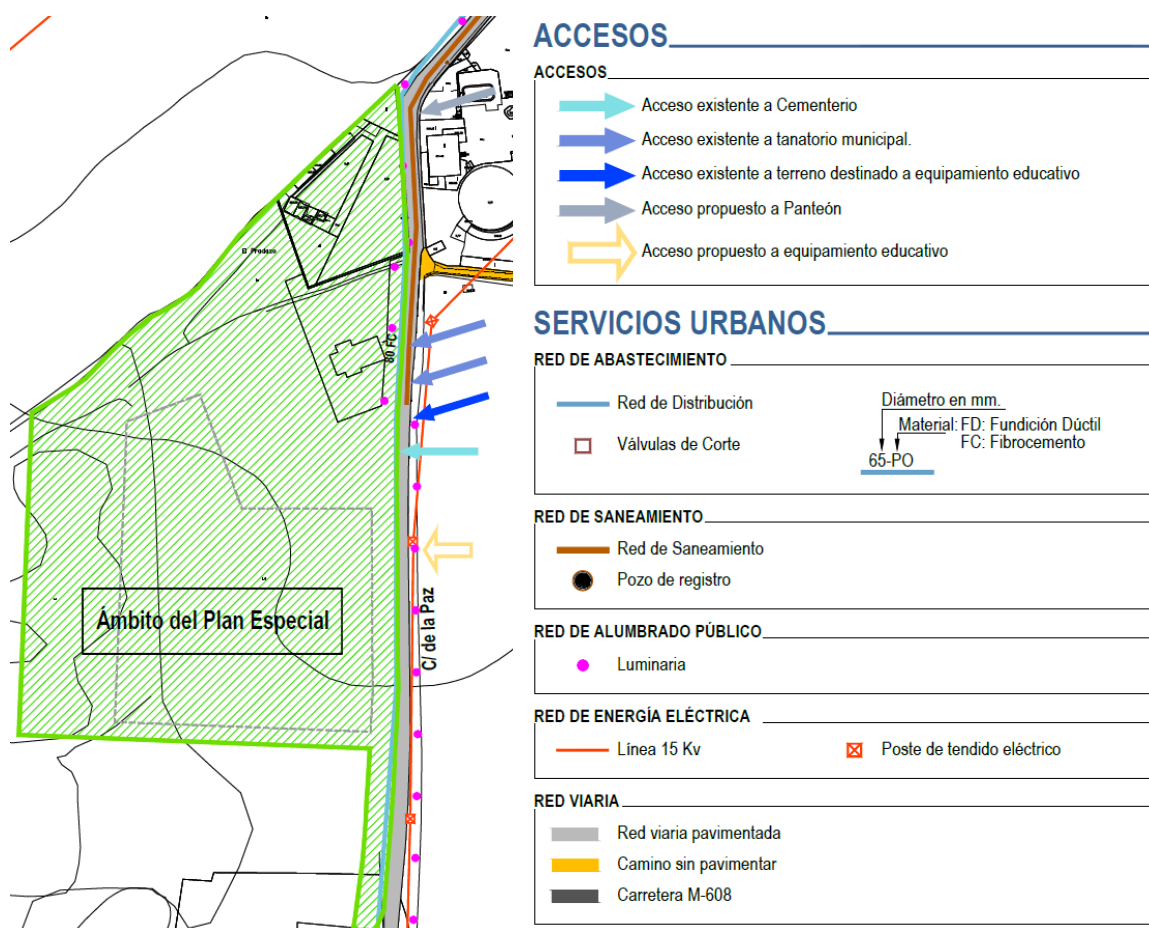 El Pradozo
80 FC
Ámbito del Plan Especial
C/ de la Paz
ACCESOS
ACCESOS
Acceso existente a Cementerio
Acceso existente a tanatorio municipal.
Acceso existente a terreno destinado a equipamiento educativo
Acceso propuesto a Panteón
Acceso propuesto a equipamiento educativo
SERVICIOS URBANOS
RED DE ABASTECIMIENTO
Red de Distribución
Válvulas de Corte
Diámetro en mm.
Material: FD: Fundición Dúctil
FC: Fibrocemento
65-PO
RED DE SANEAMIENTO
Red de Saneamiento
Pozo de registro
RED DE ALUMBRADO PÚBLICO
Luminaria
RED DE ENERGÍA ELÉCTRICA
Línea 15 Kv
Poste de tendido eléctrico
RED VIARIA
Red viaria pavimentada
Camino sin pavimentar
Carretera M-608